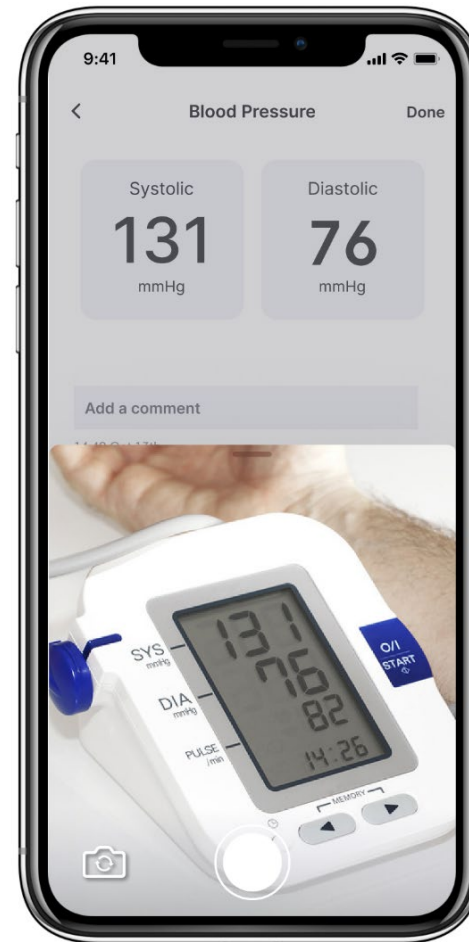 9:41
Blood Pressure
Done
Systolic
131
mmHg
Diastolic
76
mmHg
Add a comment
SYS
mmHg
131
DIA
mmHg
76
PULSE
/min
82
14:26
O/I
START
MEMORY